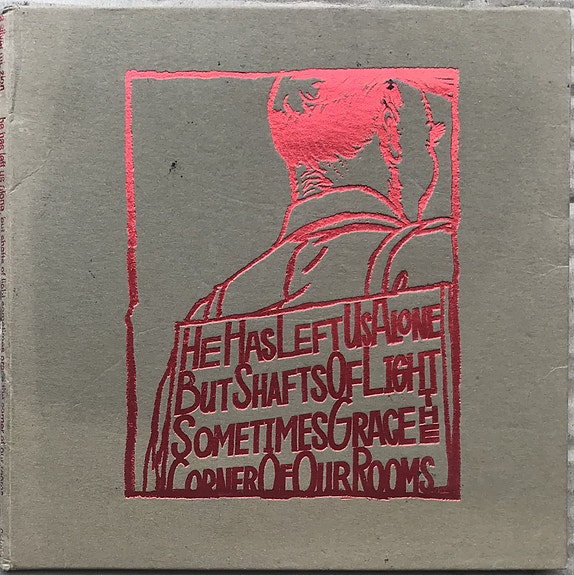 He Has Left Us Alone
But Shafts Of Light
Sometimes Grace The
Corner Of Our Rooms